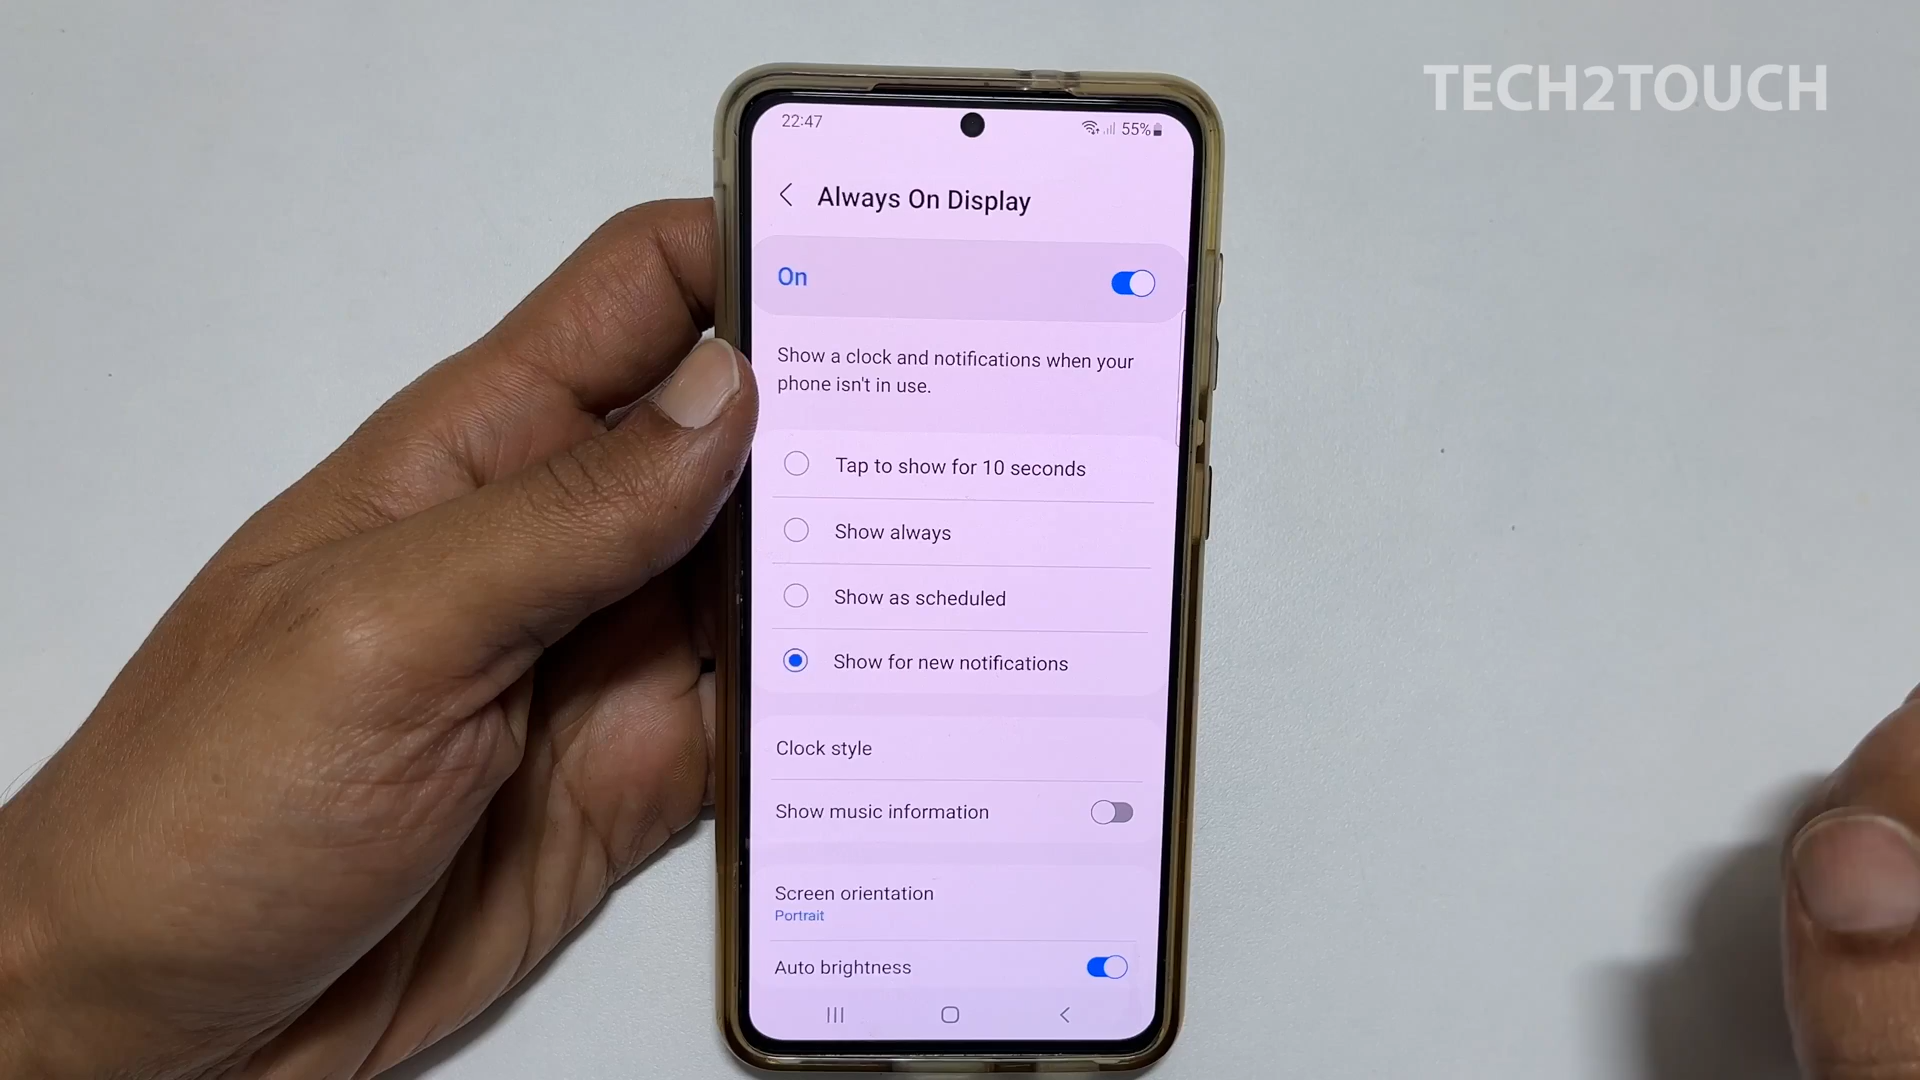 TECH2TOUCH
22:47
55%
Always On Display
On
Show a clock and notifications when your
phone isn't in use.
Tap to show for 10 seconds
Show always
Show as scheduled
Show for new notifications
Clock style
Show music information
Screen orientation
Portrait
Auto brightness